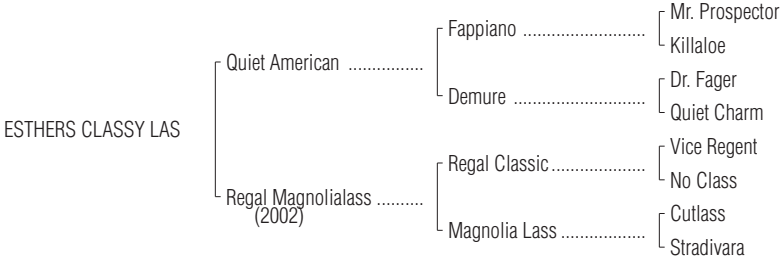 Mr. Prospector
Fappiano ..........................
Killaloe
Quiet American ................
Dr. Fager
Demure ............................
Quiet Charm
ESTHERS CLASSY LAS
Vice Regent
Regal Classic ....................
No Class
Regal Magnolialass ..........
(2002)
Cutlass
Magnolia Lass ..................
Stradivara